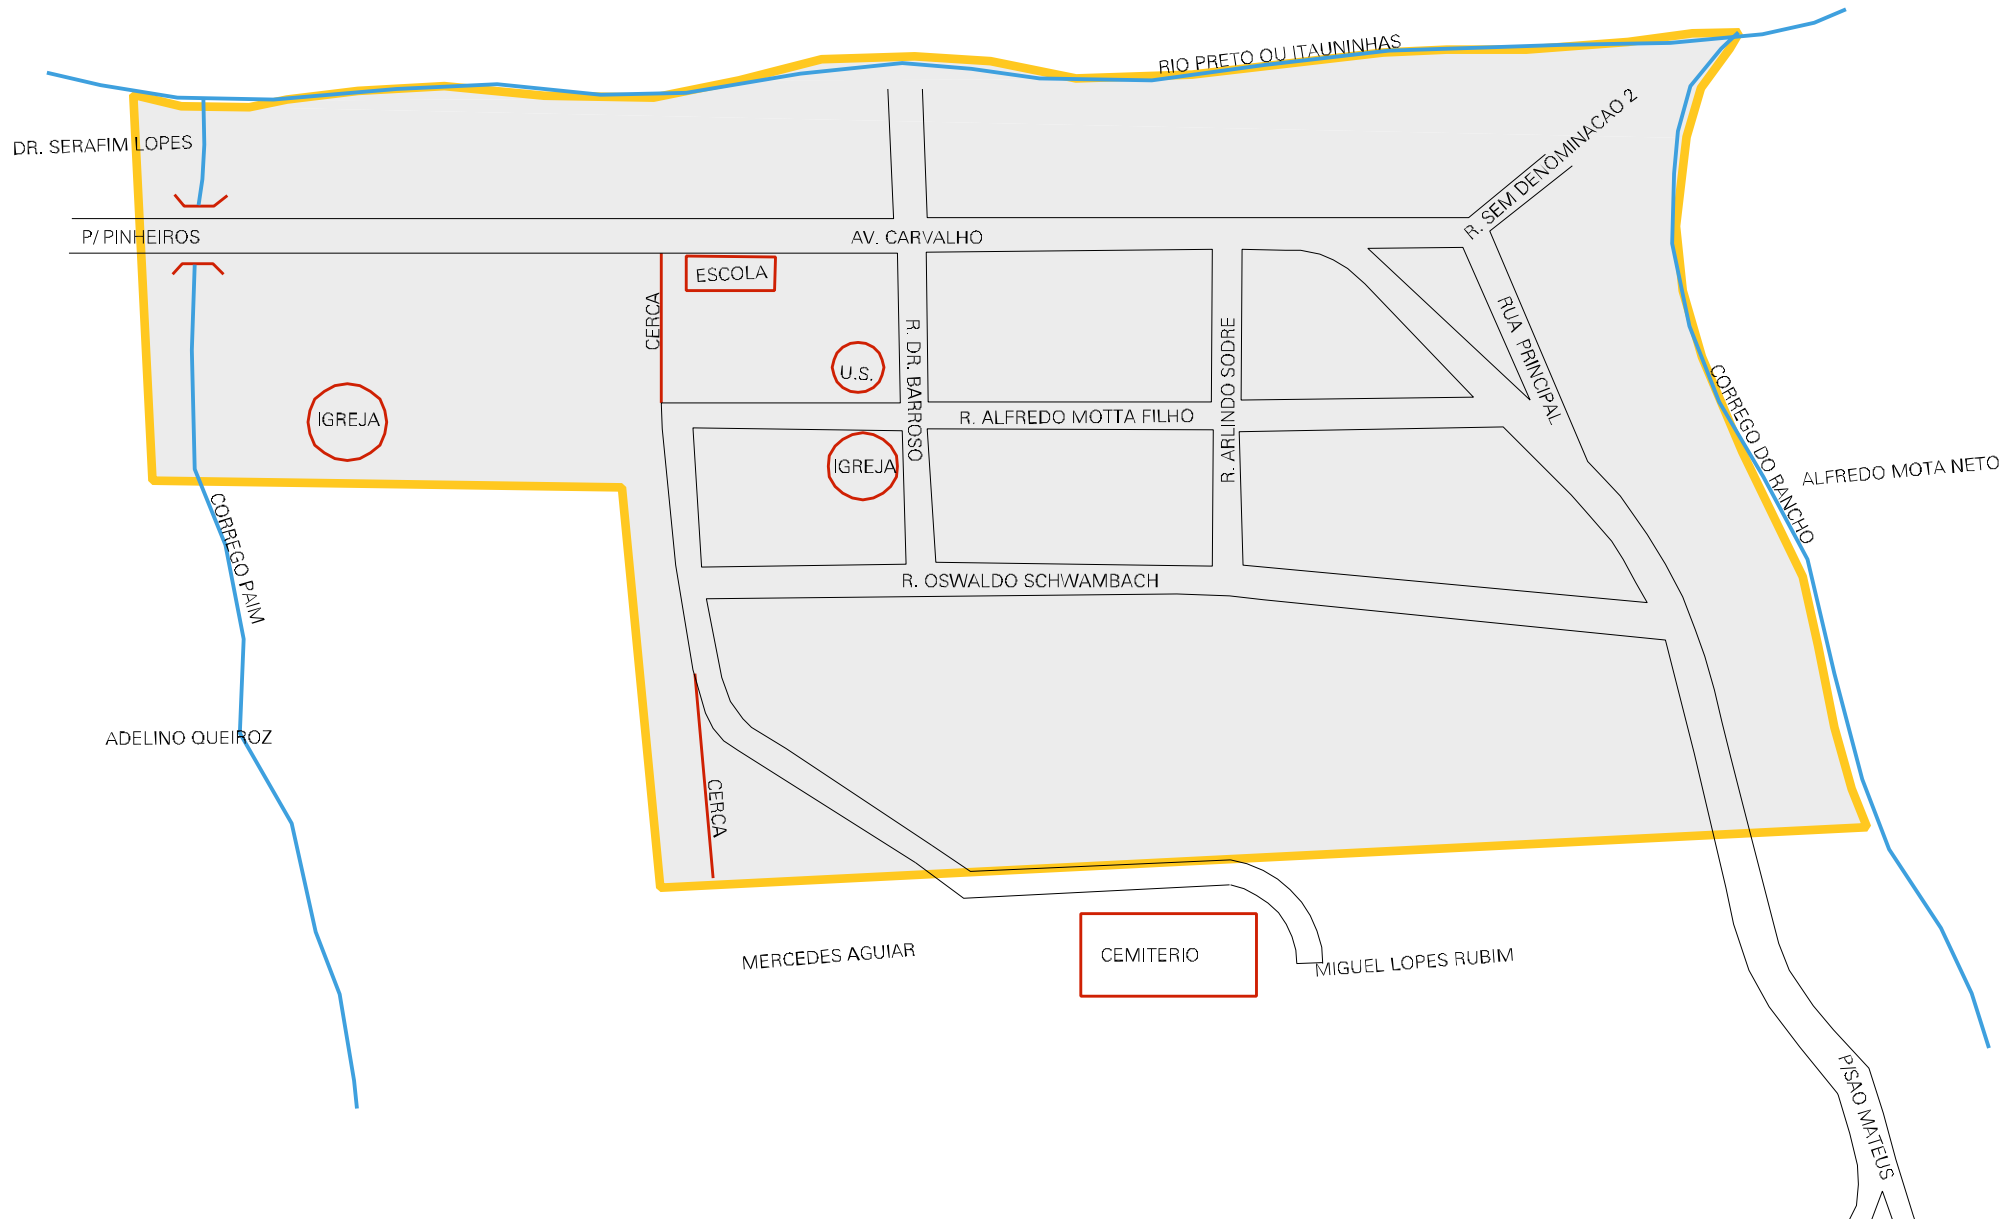 RIO PRETO OU ITAUNINHAS
R. SEM DENOMINACAO 2
DR. SERAFIM LOPES
P/ PINHEIROS
AV. CARVALHO
ESCOLA
CERCA
R. DR. BARROSO
R. ARLINDO SODRE
RUA PRINCIPAL
U.S.
IGREJA
R. ALFREDO MOTTA FILHO
IGREJA
CORREGO DO RANCHO
ALFREDO MOTA NETO
CORREGO PAIM
R. OSWALDO SCHWAMBACH
ADELINO QUEIROZ
CERCA
MERCEDES AGUIAR
CEMITERIO
MIGUEL LOPES RUBIM
P/SAO MATEUS